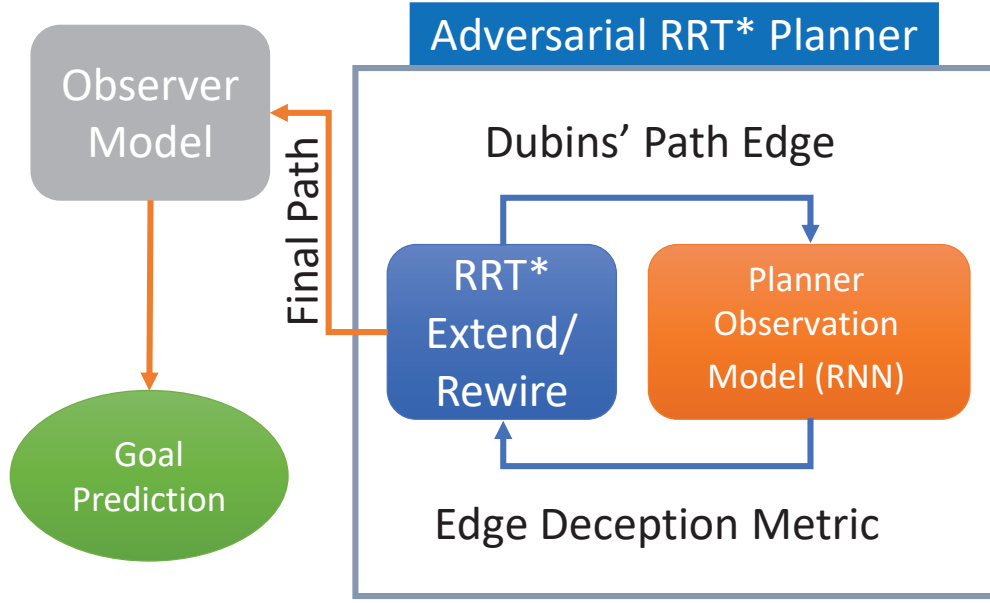 Adversarial RRT* Planner
Observer
Model
Final Path
Dubins' Path Edge
RRT*
Extend/
Rewire
Planner
Observation
Model (RNN)
Goal
Prediction
Edge Deception Metric